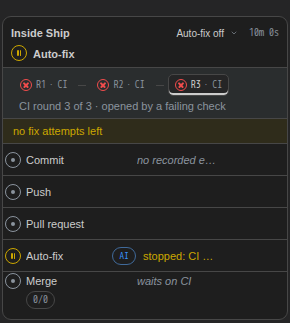 Inside Ship Auto-fix off 10m 0s
Auto-fix
R1 · CI — R2 · CI — R3 · CI
CI round 3 of 3 · opened by a failing check
no fix attempts left
Commit no recorded e…
Push
Pull request
Auto-fix AI stopped: CI …
Merge waits on CI
0/0